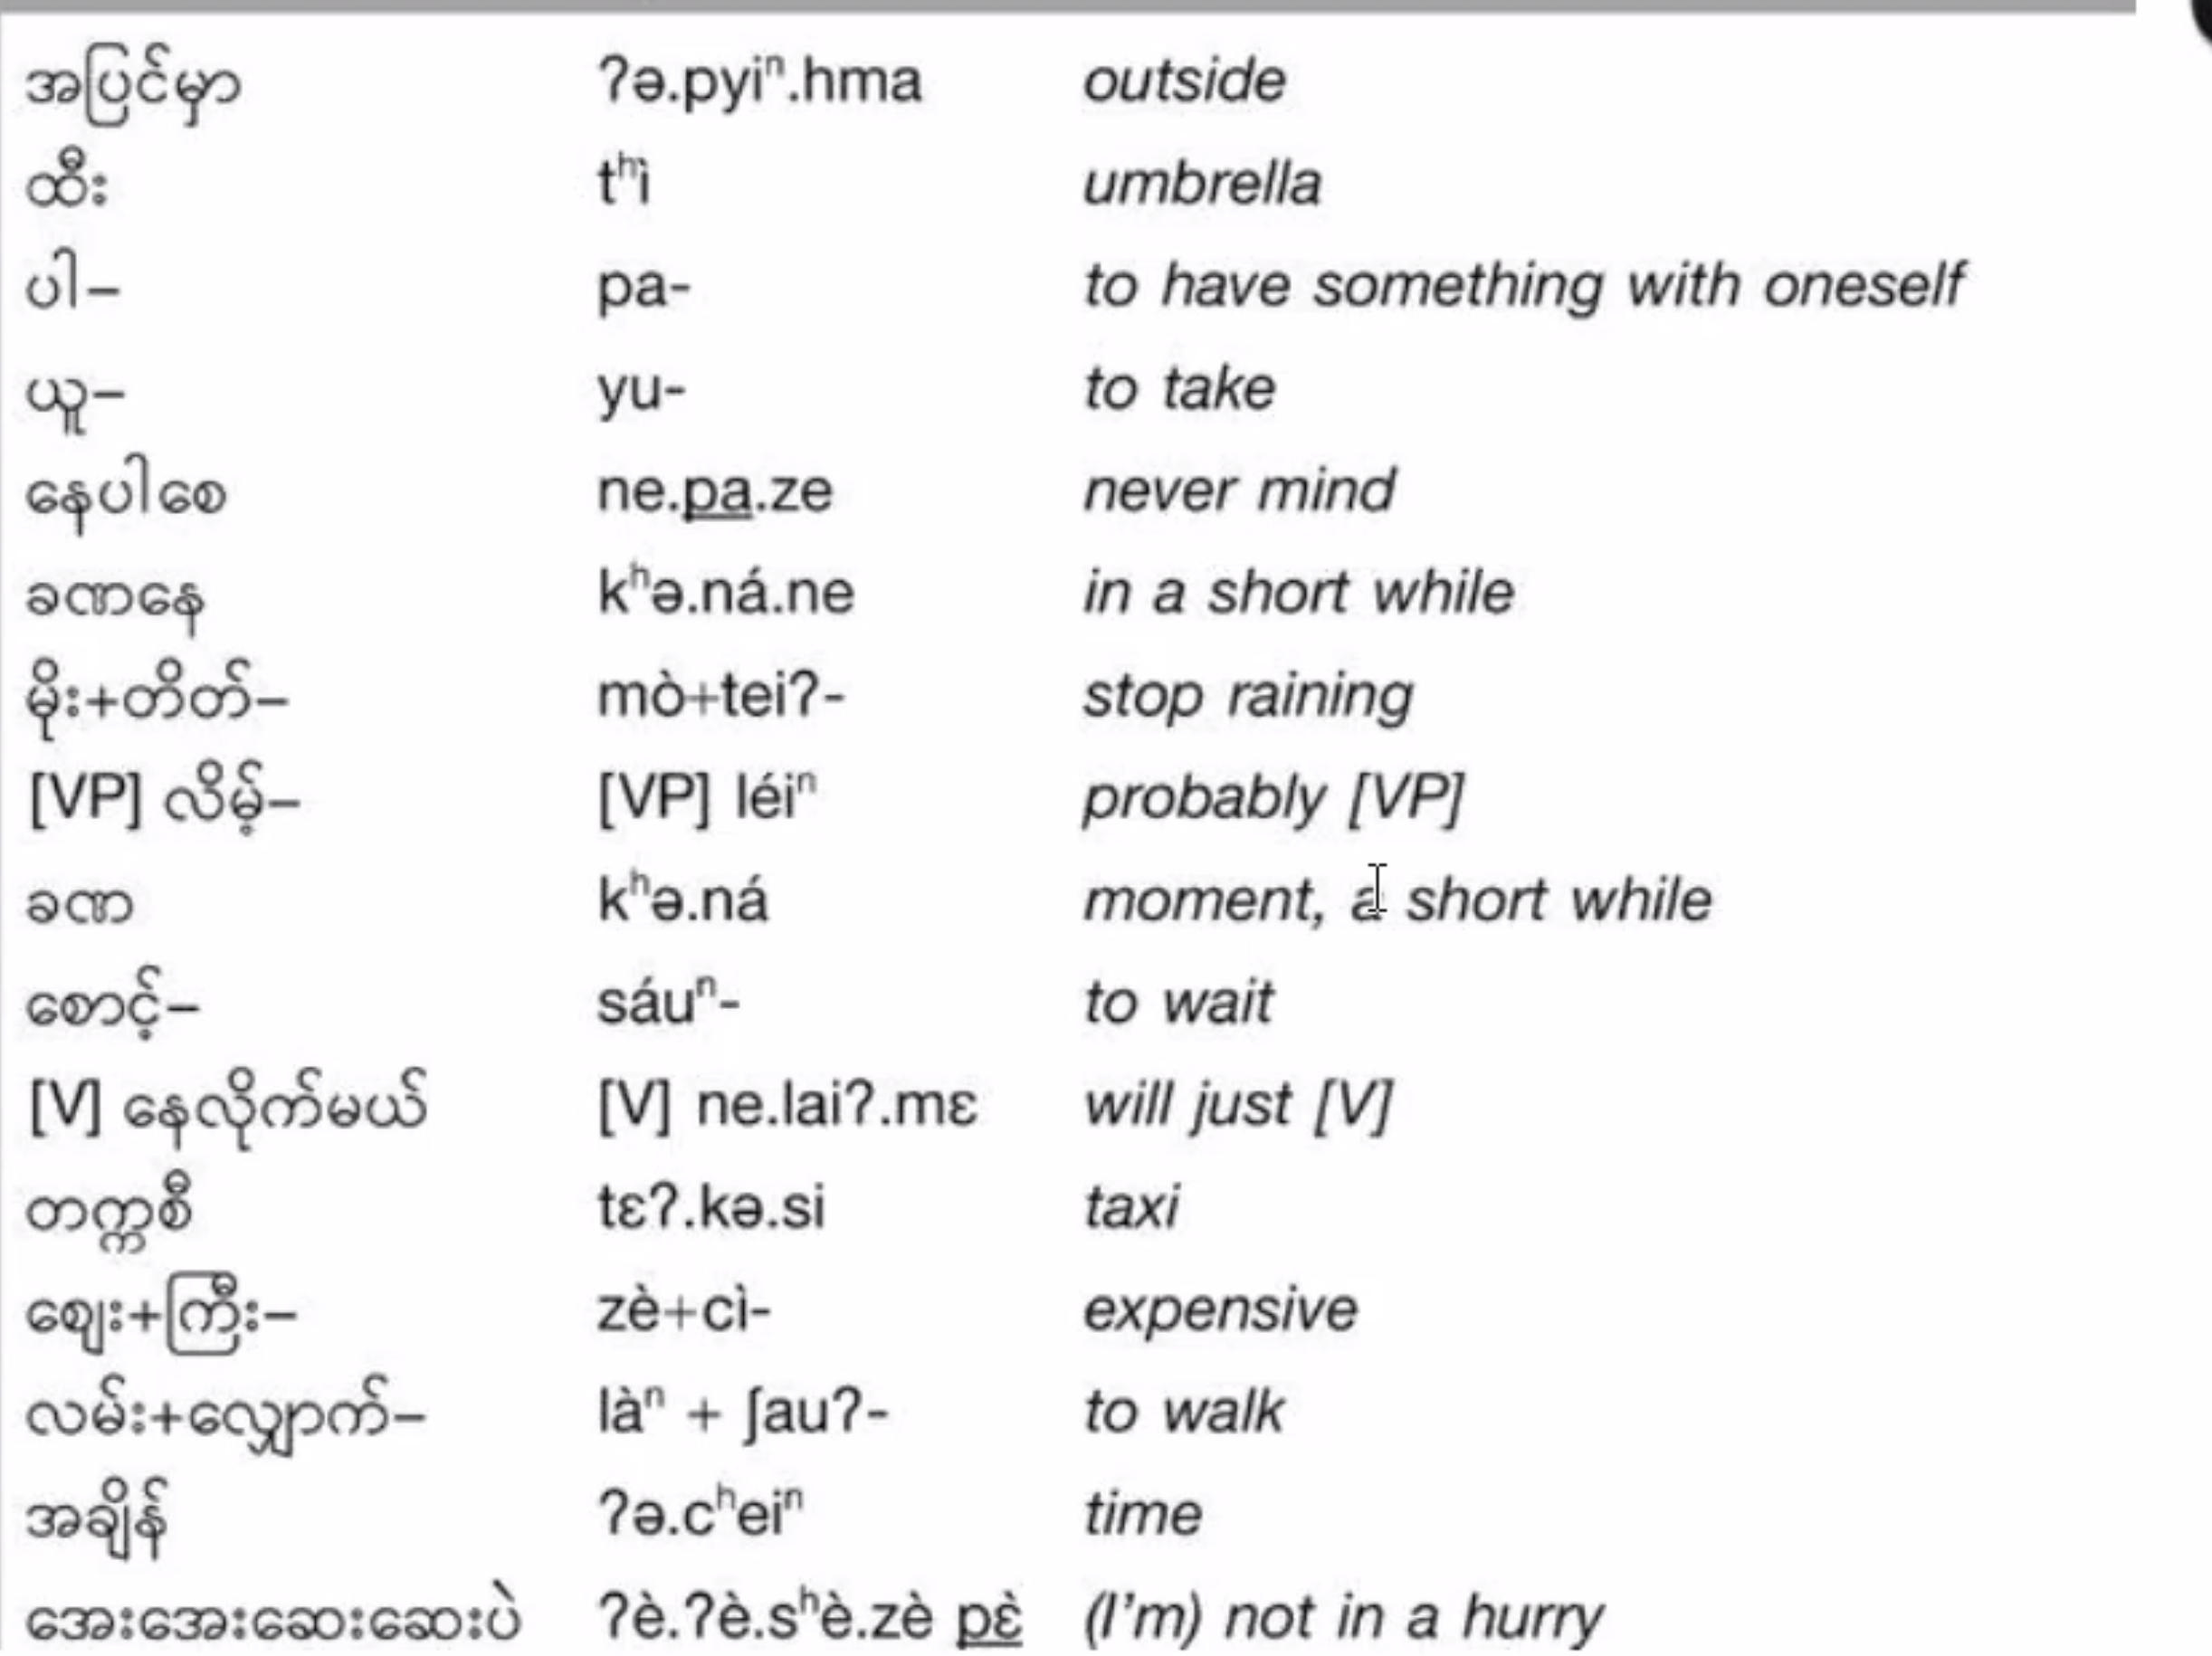 အပြင်မှာ ʔə.pyiⁿ.hma outside
ထီး tʰì umbrella
ပါ– pa- to have something with oneself
ယူ– yu- to take
နေပါစေ ne.pa.ze never mind
ခဏနေ kʰə.ná.ne in a short while
မိုး+တိတ်– mò+teiʔ- stop raining
[VP] လိမ့်– [VP] léiⁿ probably [VP]
ခဏ kʰə.ná moment, a short while
စောင့်– sáuⁿ- to wait
[V] နေလိုက်မယ် [V] ne.laiʔ.mɛ will just [V]
တက္ကစီ tɛʔ.kə.si taxi
ဈေး+ကြီး– zè+cì- expensive
လမ်း+လျှောက်– làⁿ + ʃauʔ- to walk
အချိန် ʔə.cʰeiⁿ time
အေးအေးဆေးဆေးပဲ ʔè.ʔè.sʰè.zè pɛ̀ (I’m) not in a hurry